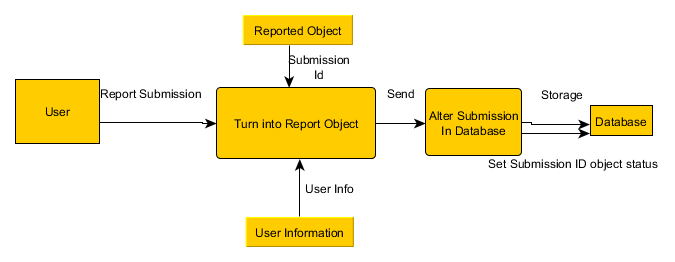 Reported Object
Submission
Id
Report Submission
User
Turn into Report Object
Send
Alter Submission
In Database
Storage
Database
Set Submission ID object status
User Info
User Information